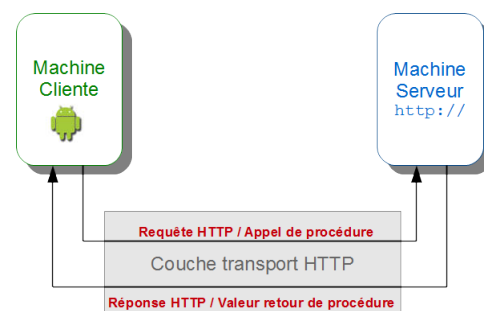 Machine
Cliente
Machine
Serveur
http://
Requête HTTP / Appel de procédure
Couche transport HTTP
Réponse HTTP / Valeur retour de procédure